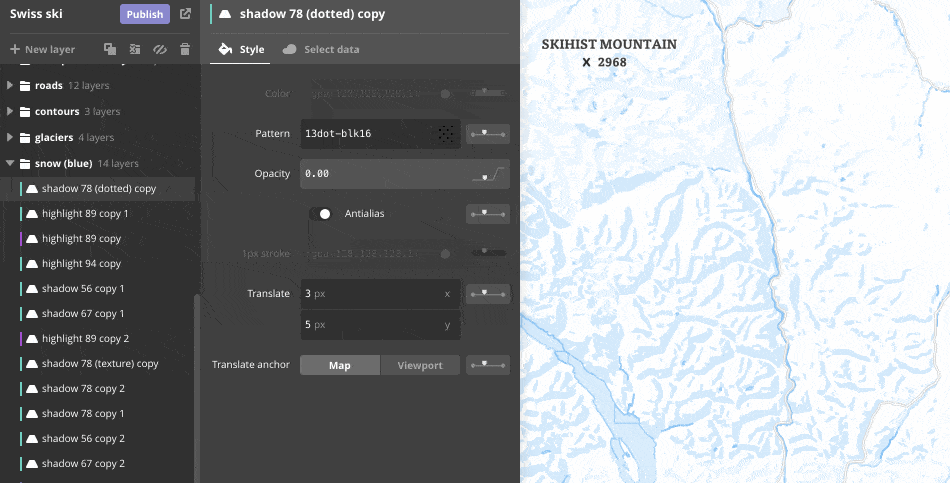 Swiss ski Publish
New layer
roads 12 layers
contours 3 layers
glaciers 4 layers
snow (blue) 14 layers
shadow 78 (dotted) copy
highlight 89 copy 1
highlight 89 copy
highlight 94 copy
shadow 56 copy 1
shadow 67 copy 1
highlight 89 copy 2
shadow 78 (texture) copy
shadow 78 copy 2
shadow 78 copy 1
shadow 56 copy 2
shadow 67 copy 2
shadow 78 (dotted) copy
Style Select data
Color
Pattern 13dot-blk16
Opacity 0.00
Antialias
1px stroke
Translate 3 px x
5 px y
Translate anchor Map Viewport
SKIHIST MOUNTAIN
2968